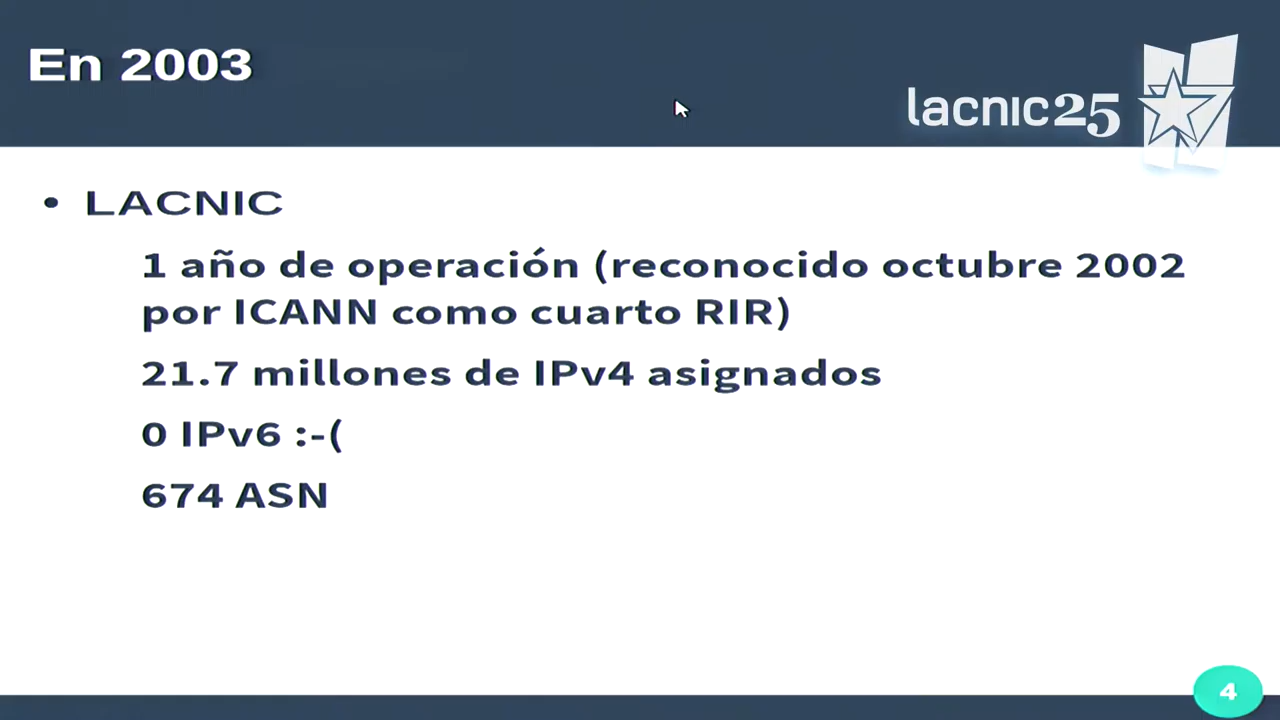 En 2003
lacnic25
• LACNIC
1 año de operación (reconocido octubre 2002
por ICANN como cuarto RIR)
21.7 millones de IPv4 asignados
0 IPv6 :-(
674 ASN
4